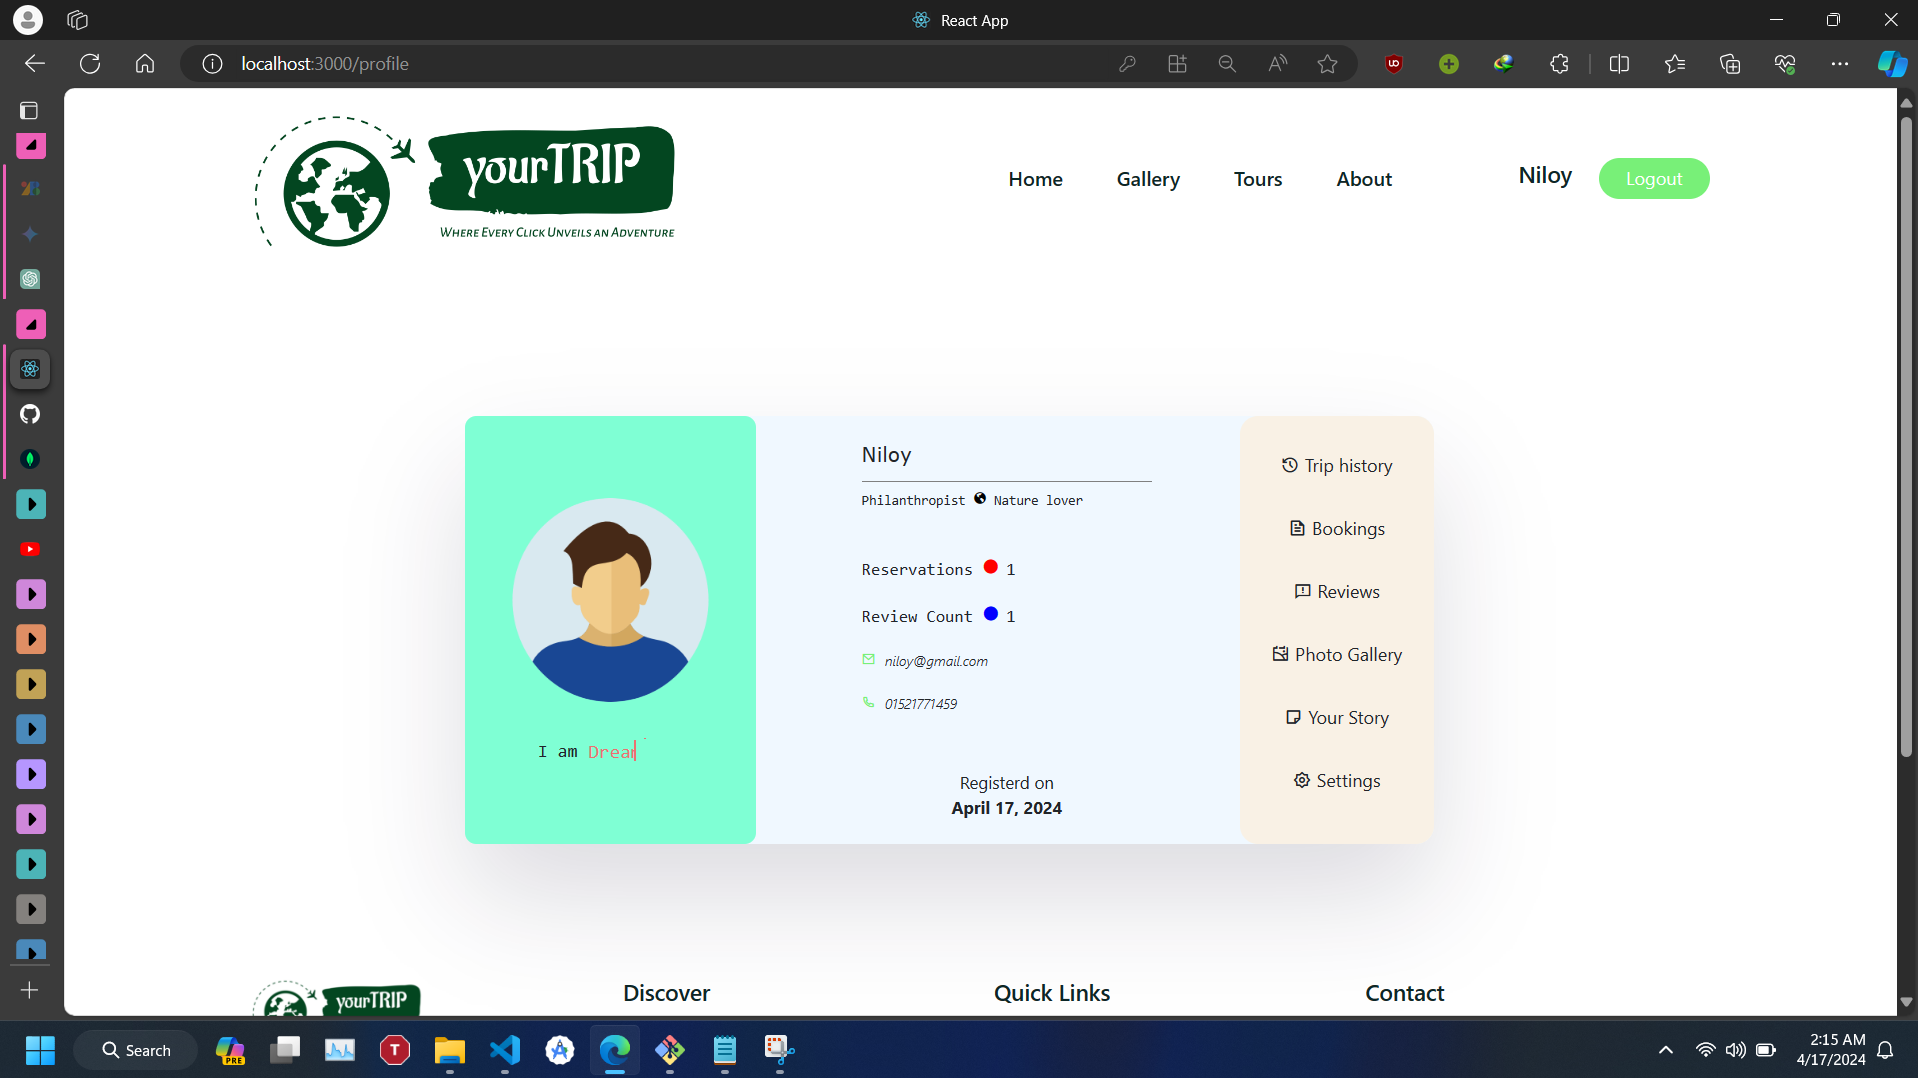 React App
localhost:3000/profile
yourTRIP
WHERE EVERY CLICK UNVEILS AN ADVENTURE
Home Gallery Tours About
Niloy Logout
Niloy
Philanthropist Nature lover
Reservations 1
Review Count 1
niloy@gmail.com
01521771459
Registerd on
April 17, 2024
I am Drear
Trip history
Bookings
Reviews
Photo Gallery
Your Story
Settings
yourTRIP
Discover Quick Links Contact
Search
PRE
T
2:15 AM
4/17/2024